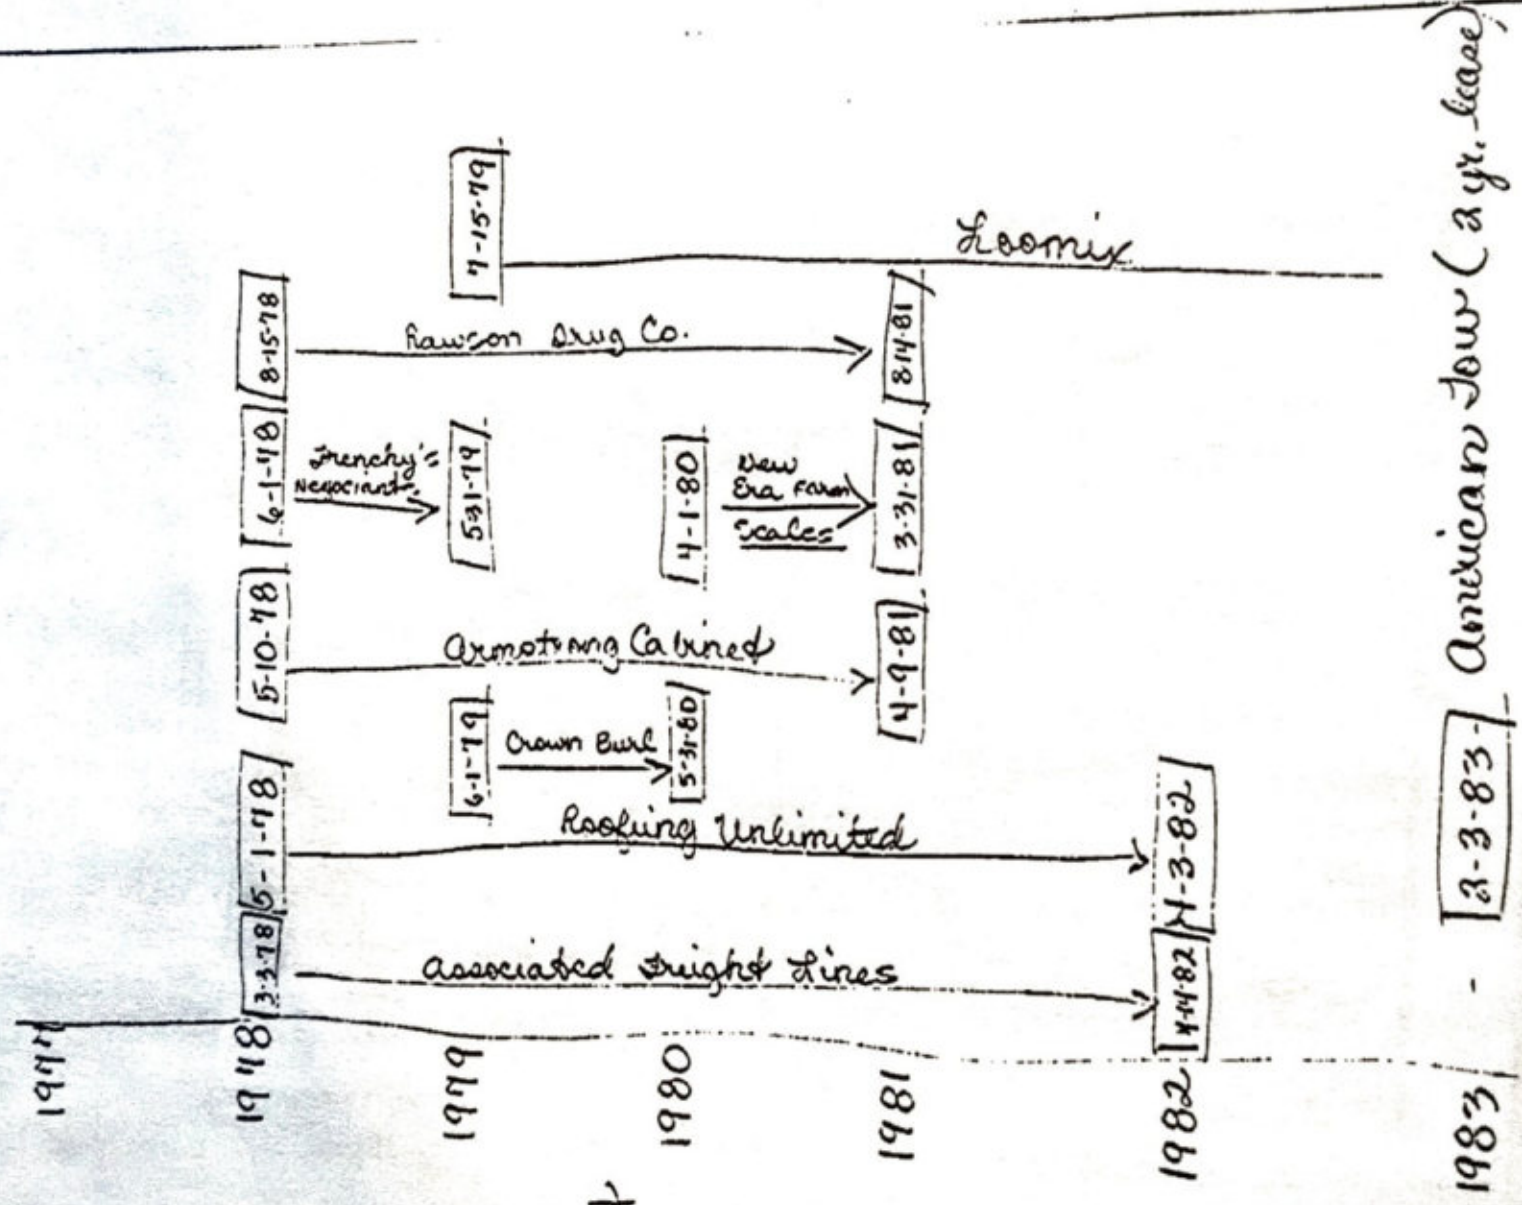 7-15-79
Loomix
8-15-78
Rawson Drug Co.
8-14-81
6-1-78
Frenchy's
Negociants
5-31-79
4-1-80
New
Era Farm
Scales
3-31-81
5-10-78
Armstrong Cabined
4-9-81
6-1-79
Crown Burl
5-31-80
5-1-78
Roofing Unlimited
4-3-82
3-3-78
Associated Freight Lines
4-14-82
3-3-83- American Tow (2 yr. lease)
1977
1978
1979
1980
1981
1982
1983 -